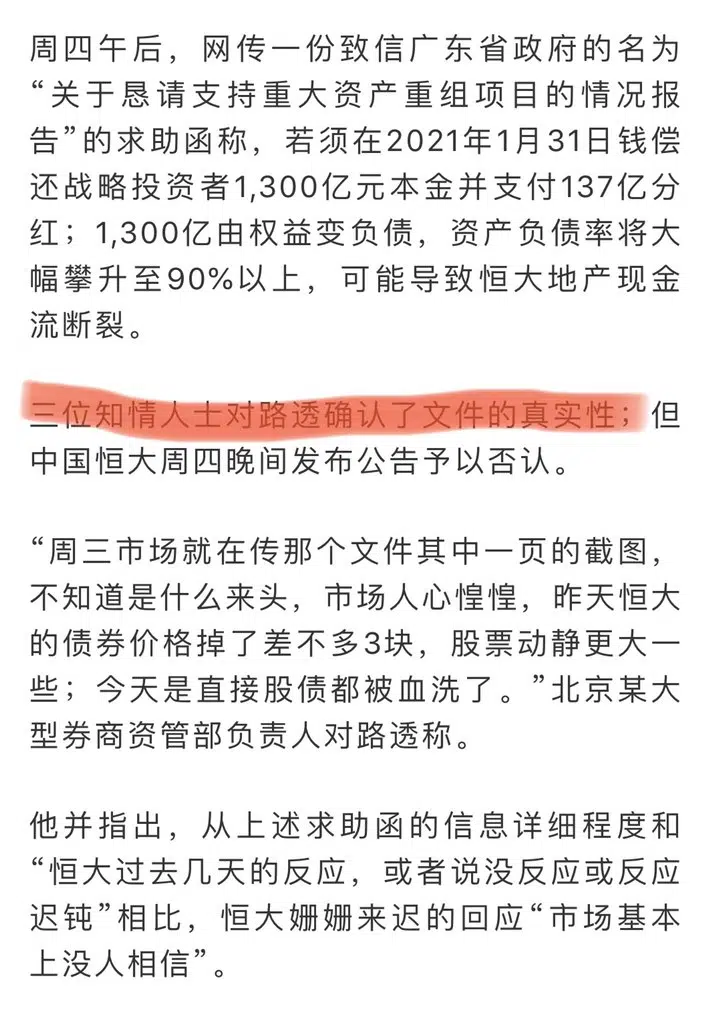 周四午后，网传一份致信广东省政府的名为
“关于恳请支持重大资产重组项目的情况报
告”的求助函称，若须在2021年1月31日钱偿
还战略投资者1,300亿元本金并支付137亿分
红；1,300亿由权益变负债，资产负债率将大
幅攀升至90%以上，可能导致恒大地产现金
流断裂。
三位知情人士对路透确认了文件的真实性；但
中国恒大周四晚间发布公告予以否认。
“周三市场就在传那个文件其中一页的截图，
不知道是什么来头，市场人心惶惶，昨天恒大
的债券价格掉了差不多3块，股票动静更大一
些；今天是直接股债都被血洗了。”北京某大
型券商资管部负责人对路透称。
他并指出，从上述求助函的信息详细程度和
“恒大过去几天的反应，或者说没反应或反应
迟钝”相比，恒大姗姗来迟的回应“市场基本
上没人相信”。